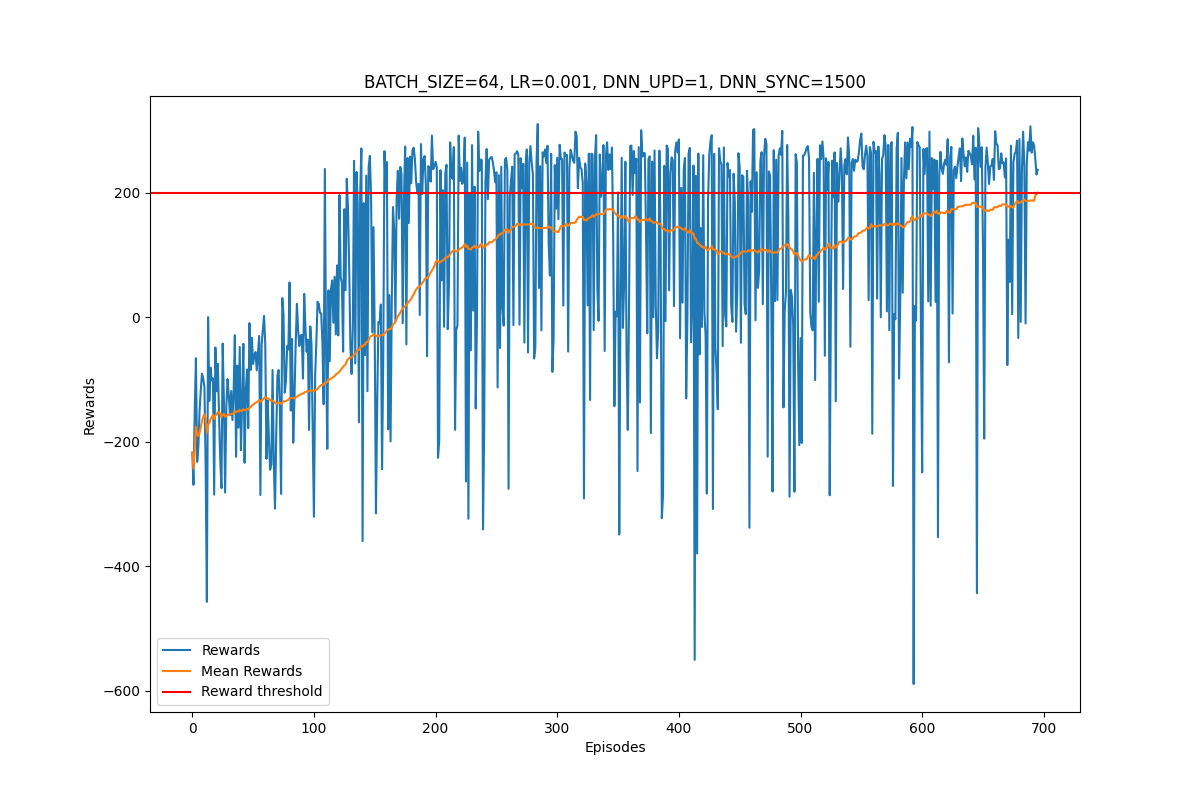 BATCH_SIZE=64, LR=0.001, DNN_UPD=1, DNN_SYNC=1500
Rewards
200
0
−200
−400
−600
Rewards
Mean Rewards
Reward threshold
0 100 200 300 400 500 600 700
Episodes